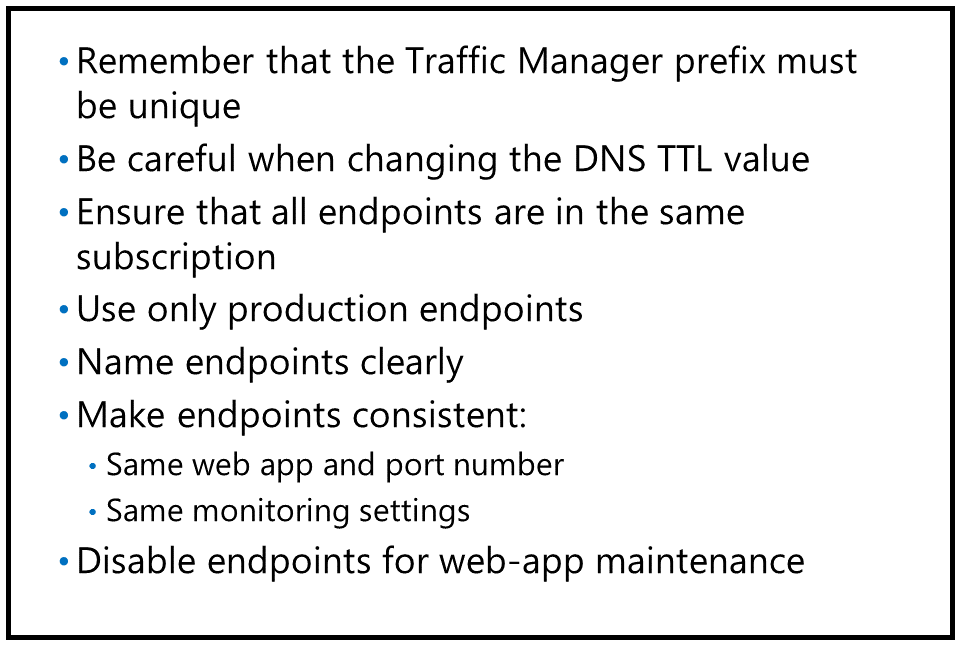 • Remember that the Traffic Manager prefix must
be unique
• Be careful when changing the DNS TTL value
• Ensure that all endpoints are in the same
subscription
• Use only production endpoints
• Name endpoints clearly
• Make endpoints consistent:
• Same web app and port number
• Same monitoring settings
• Disable endpoints for web-app maintenance